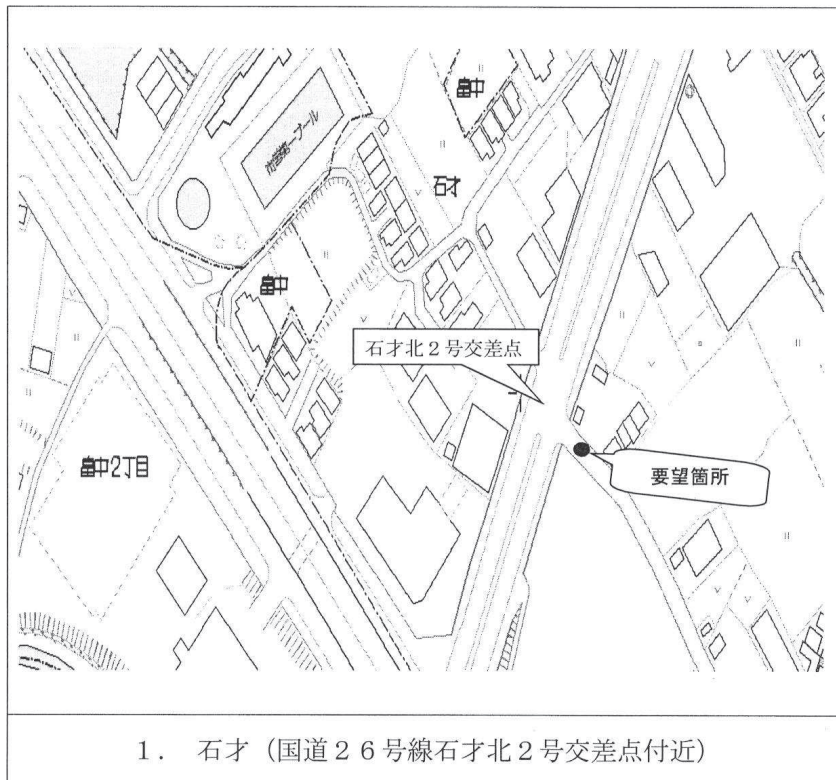 畠中
市営第一プール
石才
畠中
石才北２号交差点
畠中2丁目
要望箇所
１．　石才（国道２６号線石才北２号交差点付近）